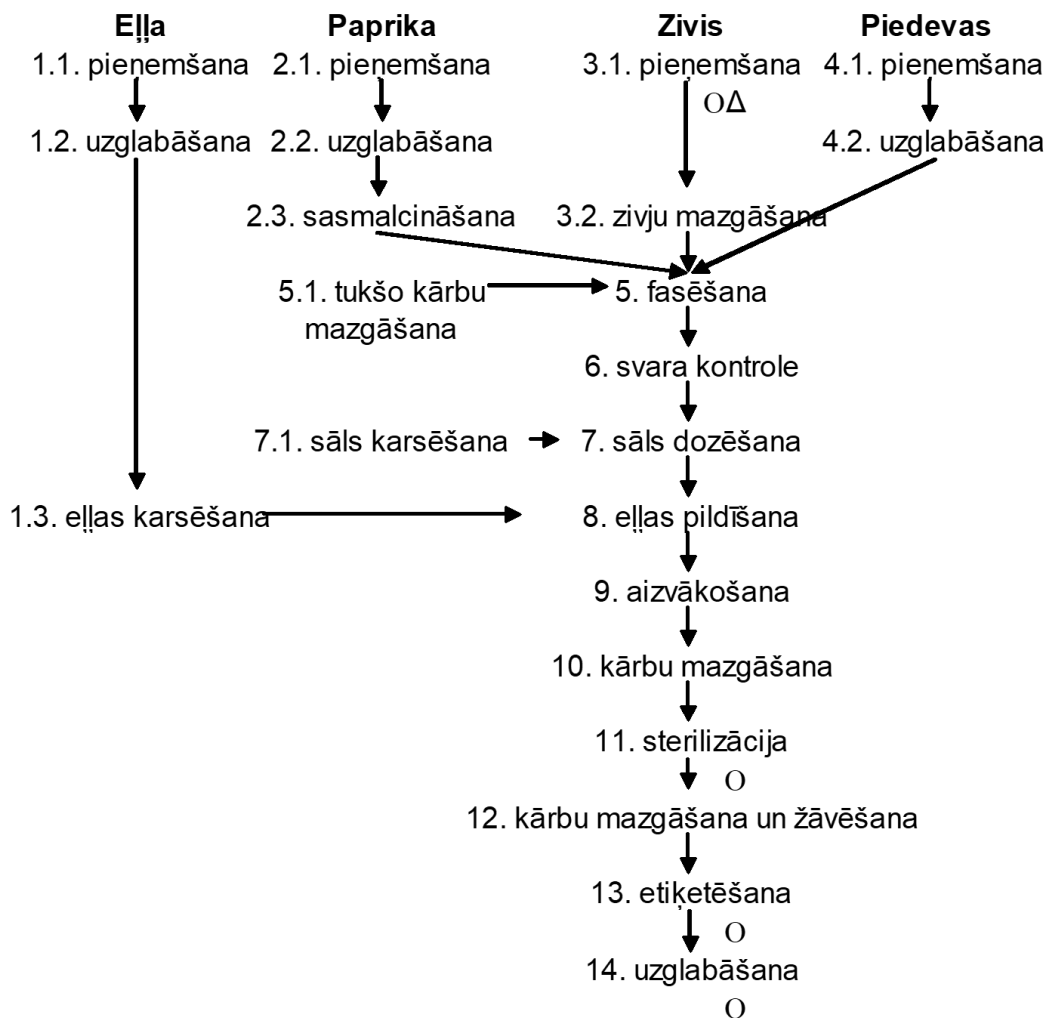 Eļļa Paprika Zivis Piedevas
1.1. pieņemšana 2.1. pieņemšana 3.1. pieņemšana 4.1. pieņemšana
OΔ
1.2. uzglabāšana 2.2. uzglabāšana 4.2. uzglabāšana
2.3. sasmalcināšana 3.2. zivju mazgāšana
5.1. tukšo kārbu 5. fasēšana
mazgāšana
6. svara kontrole
7.1. sāls karsēšana 7. sāls dozēšana
1.3. eļļas karsēšana 8. eļļas pildīšana
9. aizvākošana
10. kārbu mazgāšana
11. sterilizācija
O
12. kārbu mazgāšana un žāvēšana
13. etiķetēšana
O
14. uzglabāšana
O